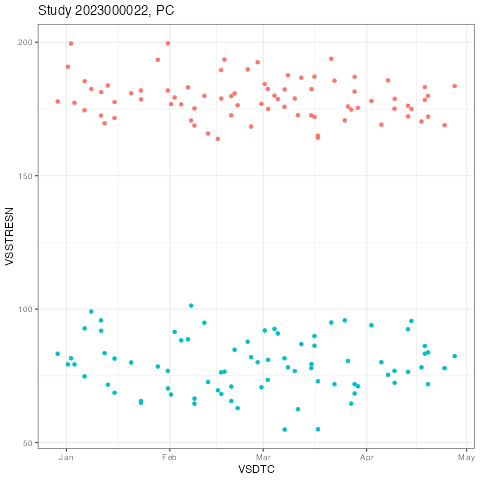 Study 2023000022, PC
200
150
100
50
VSSTRESN
Jan Feb Mar Apr May
VSDTC